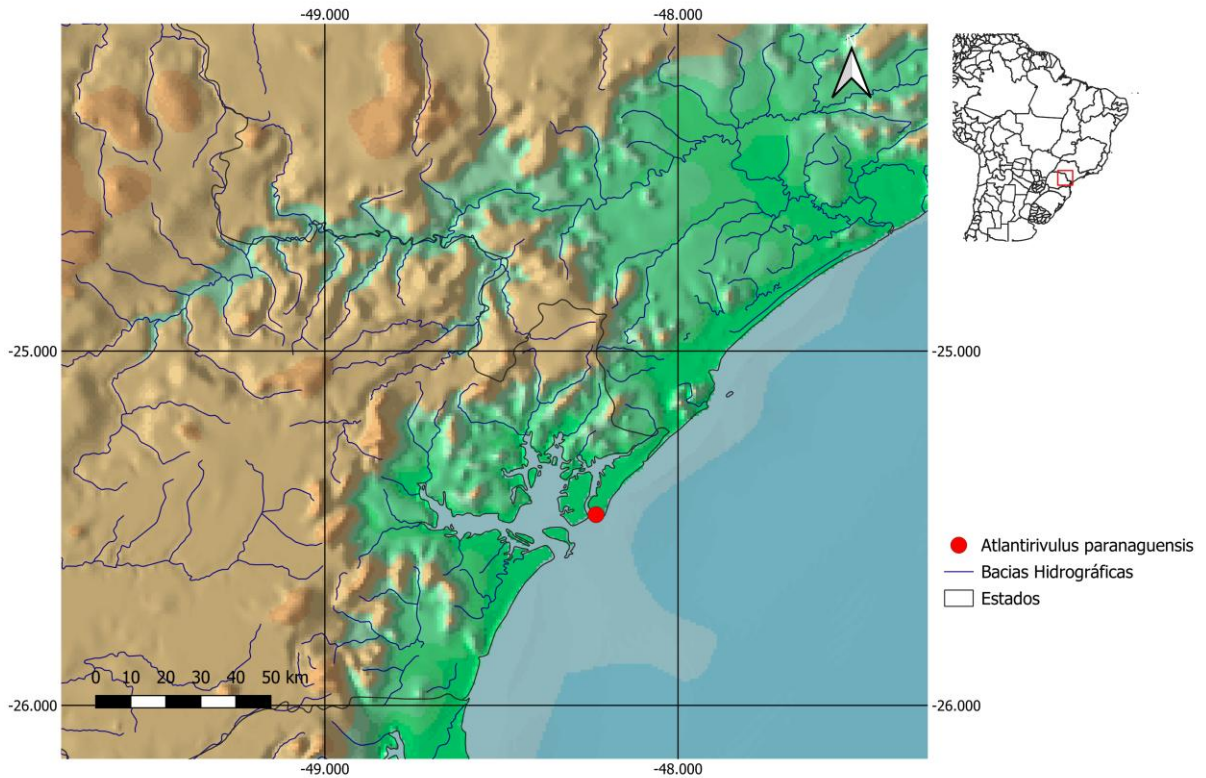 -49.000
-48.000
-25.000
-25.000
Atlantirivulus paranaguensis
Bacias Hidrográficas
Estados
0 10 20 30 40 50 km
-26.000
-26.000
-49.000
-48.000